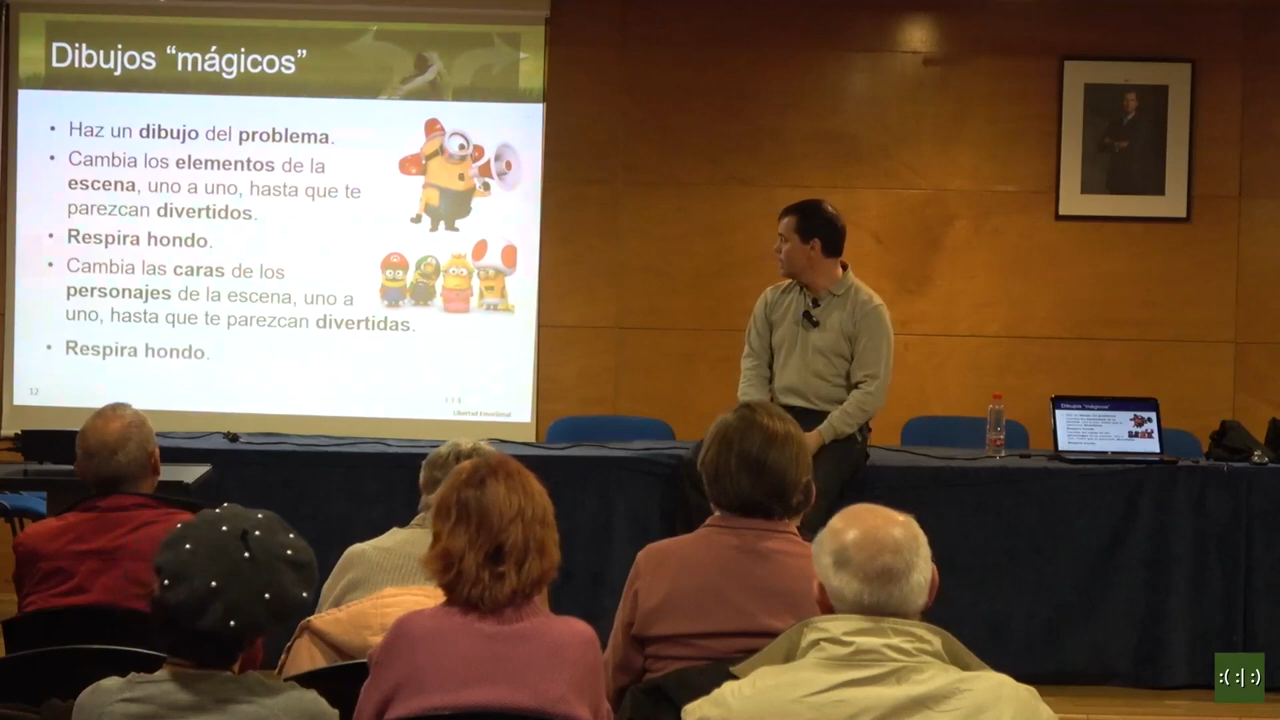 Dibujos “mágicos”
• Haz un dibujo del problema.
• Cambia los elementos de la
escena, uno a uno, hasta que te
parezcan divertidos.
• Respira hondo.
• Cambia las caras de los
personajes de la escena, uno a
uno, hasta que te parezcan divertidas.
• Respira hondo.
12
Libertad Emocional
Dibujos “mágicos”
:( :| :)